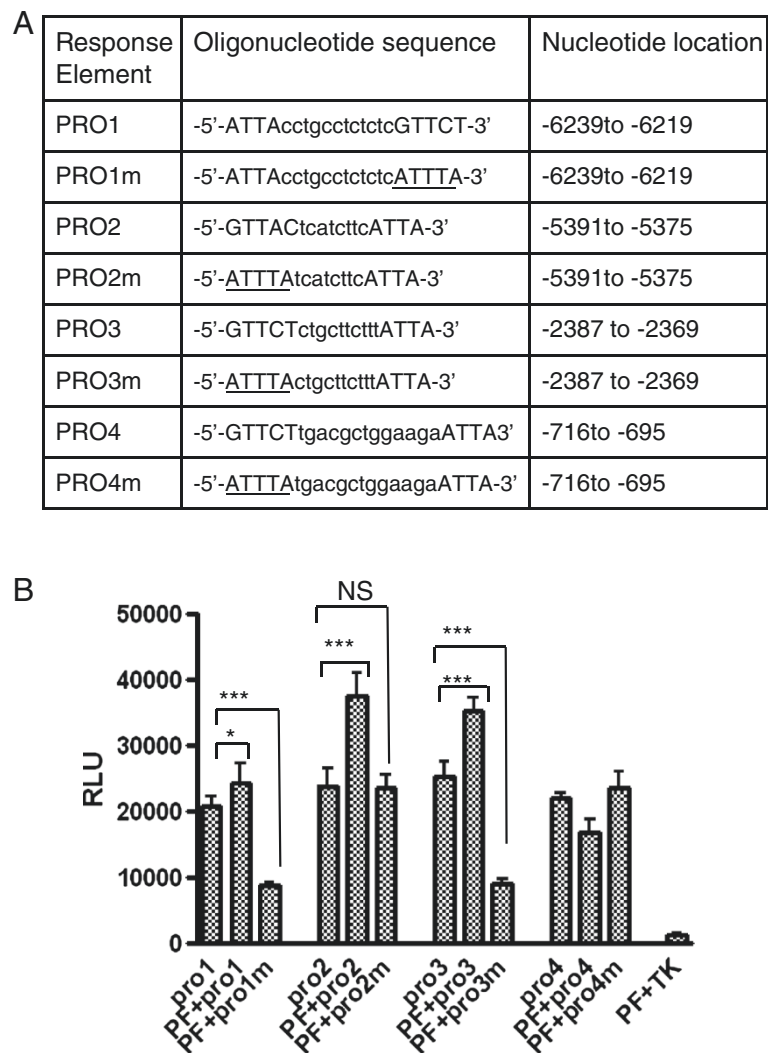 A
Response Element	Oligonucleotide sequence	Nucleotide location
PRO1	-5’-ATTAcctgcctctctcGTTCT-3’	-6239to -6219
PRO1m	-5’-ATTAcctgcctctctcATTTA-3’	-6239to -6219
PRO2	-5’-GTTACtcatcttcATTA-3’	-5391to -5375
PRO2m	-5’-ATTTAtcatcttcATTA-3’	-5391to -5375
PRO3	-5’-GTTCTctgcttctttATTA-3’	-2387 to -2369
PRO3m	-5’-ATTTActgcttctttATTA-3’	-2387 to -2369
PRO4	-5’-GTTCTtgacgctggaagaATTA3’	-716to -695
PRO4m	-5’-ATTTAtgacgctggaagaATTA-3’	-716to -695
B
NS
50000
*** ***
40000
*** ***
30000
*
RLU
20000
10000
0
pro1
PF+pro1
PF+pro1m
pro2
PF+pro2
PF+pro2m
pro3
PF+pro3
PF+pro3m
pro4
PF+pro4
PF+pro4m
PF+TK